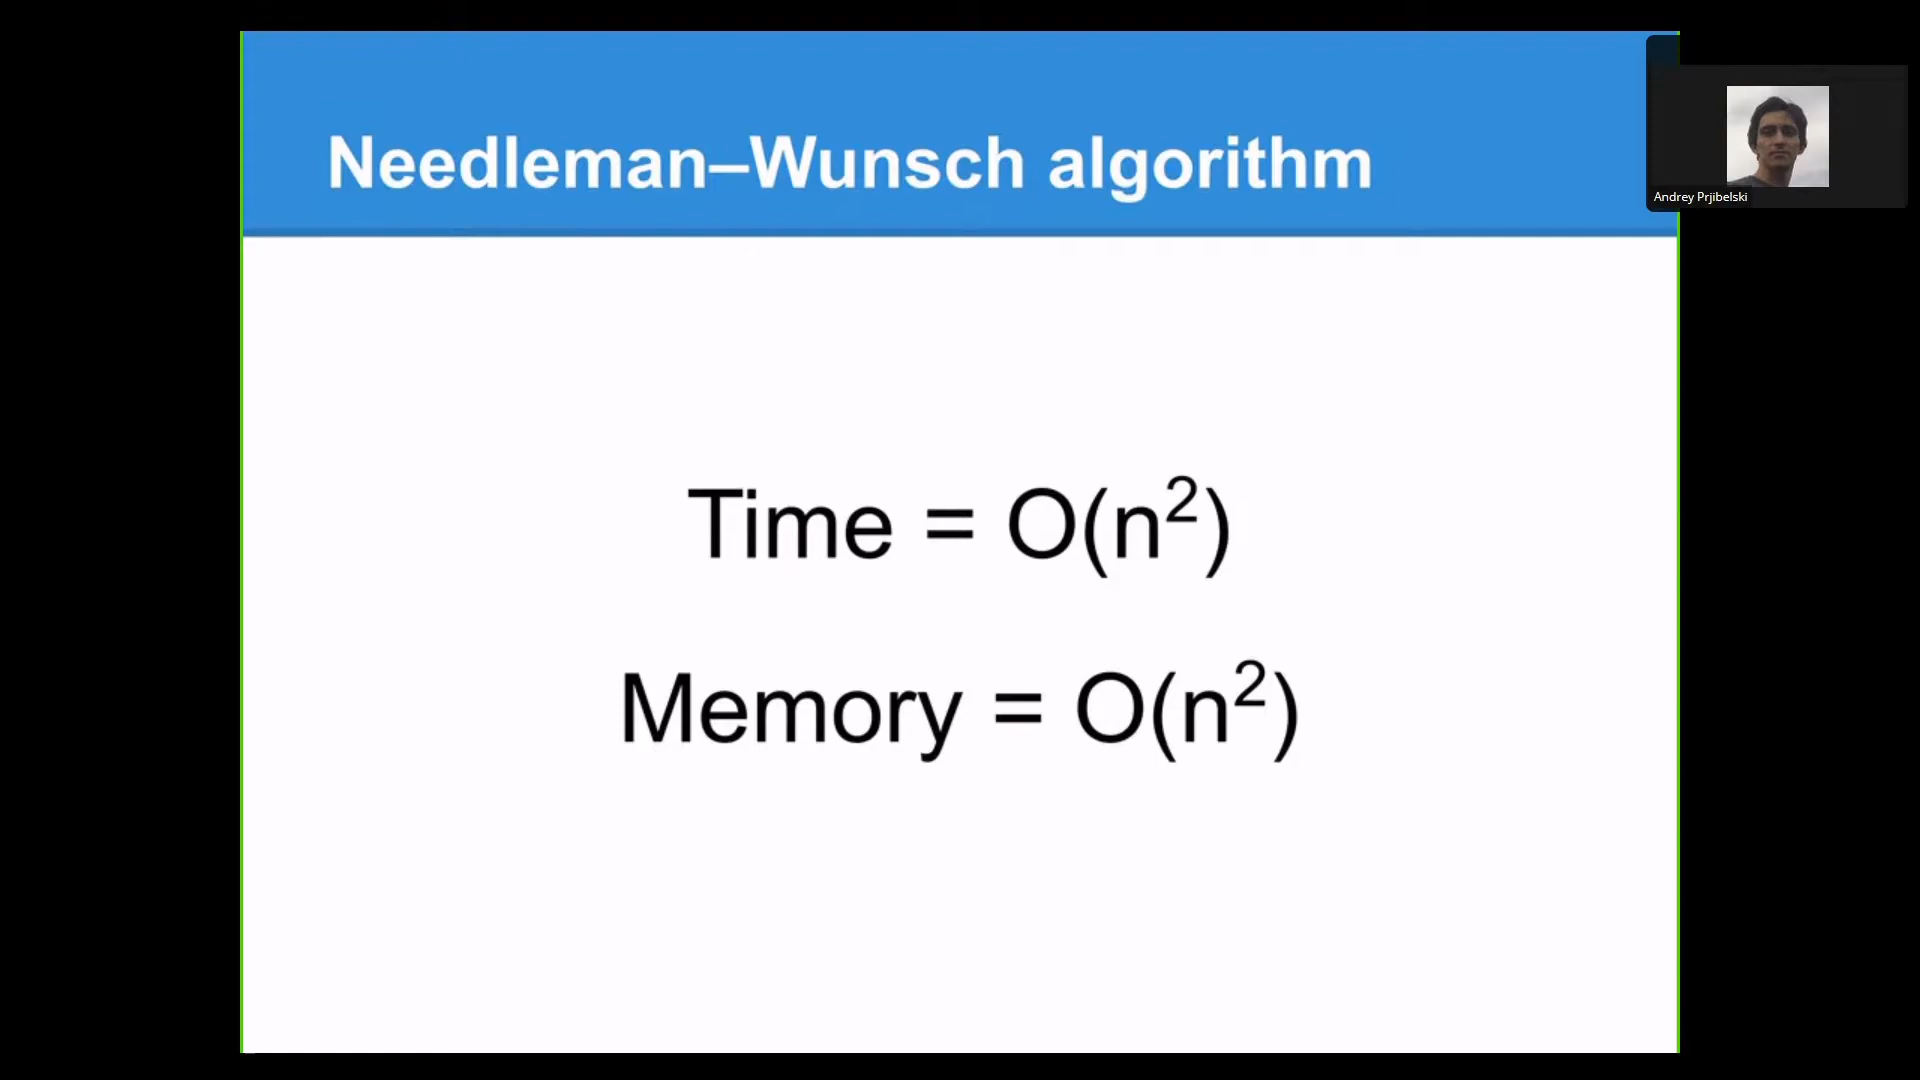 Needleman–Wunsch algorithm
Andrey Prjibelski
Time = O(n²)
Memory = O(n²)